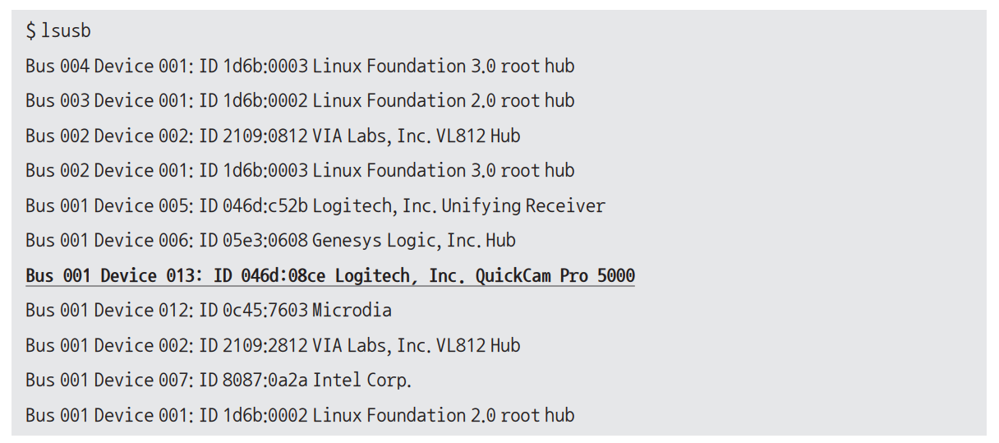 $ lsusb
Bus 004 Device 001: ID 1d6b:0003 Linux Foundation 3.0 root hub
Bus 003 Device 001: ID 1d6b:0002 Linux Foundation 2.0 root hub
Bus 002 Device 002: ID 2109:0812 VIA Labs, Inc. VL812 Hub
Bus 002 Device 001: ID 1d6b:0003 Linux Foundation 3.0 root hub
Bus 001 Device 005: ID 046d:c52b Logitech, Inc. Unifying Receiver
Bus 001 Device 006: ID 05e3:0608 Genesys Logic, Inc. Hub
Bus 001 Device 013: ID 046d:08ce Logitech, Inc. QuickCam Pro 5000
Bus 001 Device 012: ID 0c45:7603 Microdia
Bus 001 Device 002: ID 2109:2812 VIA Labs, Inc. VL812 Hub
Bus 001 Device 007: ID 8087:0a2a Intel Corp.
Bus 001 Device 001: ID 1d6b:0002 Linux Foundation 2.0 root hub